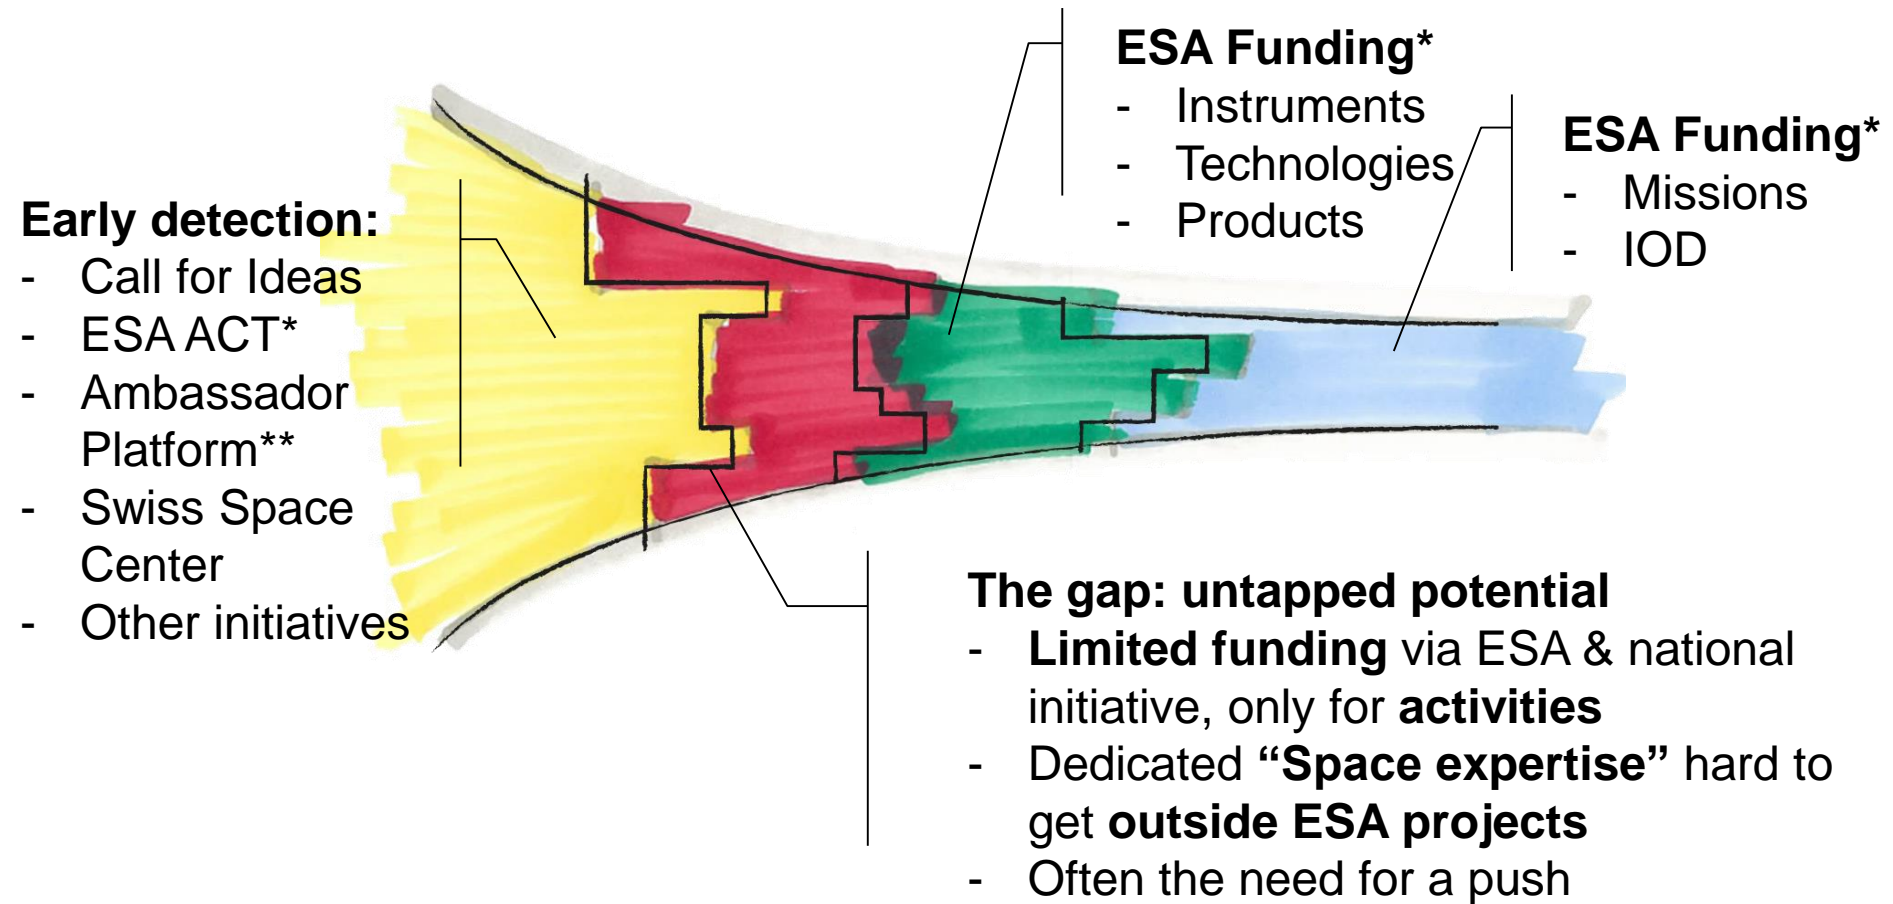 Early detection:
- Call for Ideas
- ESA ACT*
- Ambassador
Platform**
- Swiss Space
Center
- Other initiatives
ESA Funding*
- Instruments
- Technologies
- Products
ESA Funding*
- Missions
- IOD
The gap: untapped potential
- Limited funding via ESA & national
initiative, only for activities
- Dedicated “Space expertise” hard to
get outside ESA projects
- Often the need for a push